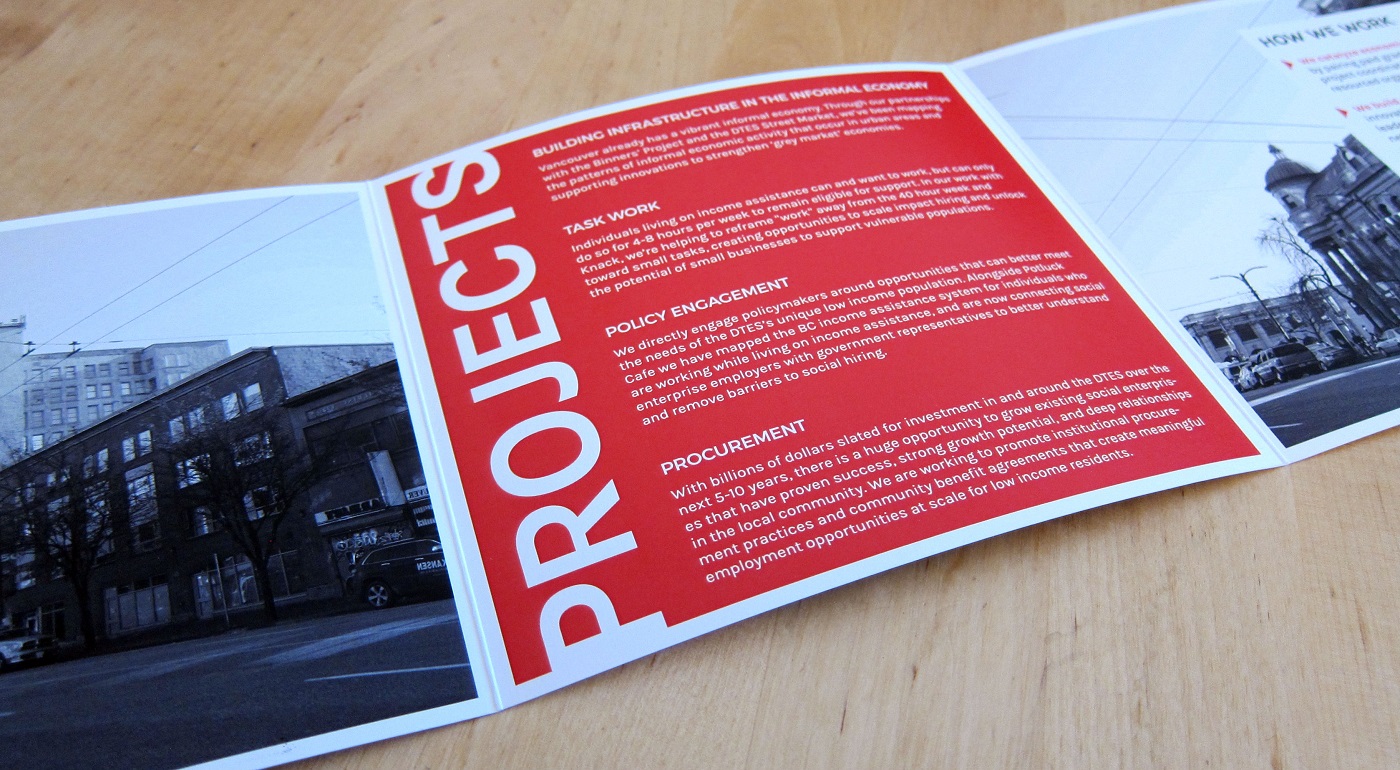 PROJECTS
BUILDING INFRASTRUCTURE IN THE INFORMAL ECONOMY
Vancouver already has a vibrant informal economy. Through our partnerships
with the Binners' Project and the DTES Street Market, we've been mapping
the patterns of informal economic activity that occur in urban areas and
supporting innovations to strengthen 'grey market' economies.
TASK WORK
Individuals living on income assistance can and want to work, but can only
do so for 4-8 hours per week to remain eligible for support. In our work with
Knack, we're helping to reframe "work" away from the 40 hour week and
toward small tasks, creating opportunities to scale impact hiring and unlock
the potential of small businesses to support vulnerable populations.
POLICY ENGAGEMENT
We directly engage policymakers around opportunities that can better meet
the needs of the DTES's unique low income population. Alongside Potluck
Cafe we have mapped the BC income assistance system for individuals who
are working while living on income assistance, and are now connecting social
enterprise employers with government representatives to better understand
and remove barriers to social hiring.
PROCUREMENT
With billions of dollars slated for investment in and around the DTES over the
next 5-10 years, there is a huge opportunity to grow existing social enterpris-
es that have proven success, strong growth potential, and deep relationships
in the local community. We are working to promote institutional procure-
ment practices and community benefit agreements that create meaningful
employment opportunities at scale for low income residents.
HOW WE WORK
We catalyze
by pairing paid
project
resources
We